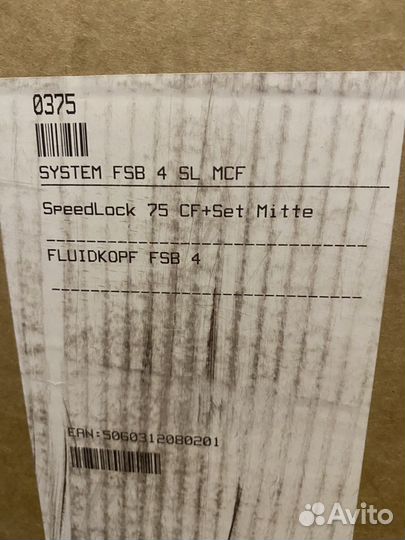 0375
SYSTEM FSB 4 SL MCF
SpeedLock 75 CF+Set Mitte
FLUIDKOPF FSB 4
EAN:5060312080201
Avito